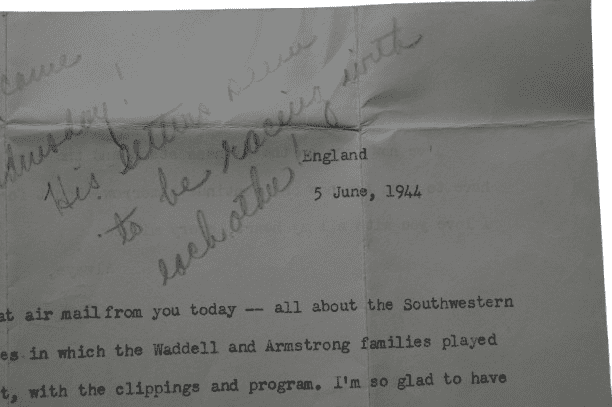 came
dnesday!
His letters seem
to be racing with
each other!
England
5 June, 1944
at air mail from you today -- all about the Southwestern
es in which the Waddell and Armstrong families played
t, with the clippings and program. I'm so glad to have